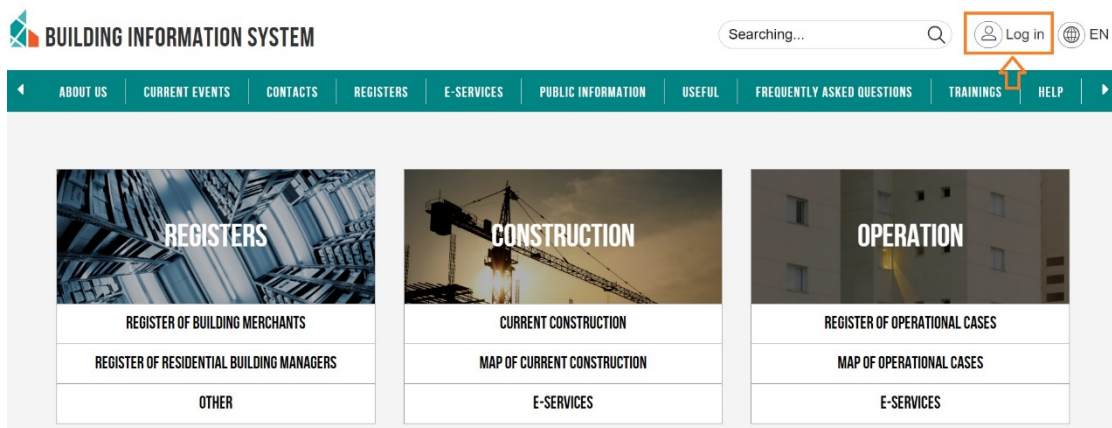 BUILDING INFORMATION SYSTEM
Searching...
Log in
EN
ABOUT US
CURRENT EVENTS
CONTACTS
REGISTERS
E-SERVICES
PUBLIC INFORMATION
USEFUL
FREQUENTLY ASKED QUESTIONS
TRAININGS
HELP
REGISTERS
REGISTER OF BUILDING MERCHANTS
REGISTER OF RESIDENTIAL BUILDING MANAGERS
OTHER
CONSTRUCTION
CURRENT CONSTRUCTION
MAP OF CURRENT CONSTRUCTION
E-SERVICES
OPERATION
REGISTER OF OPERATIONAL CASES
MAP OF OPERATIONAL CASES
E-SERVICES